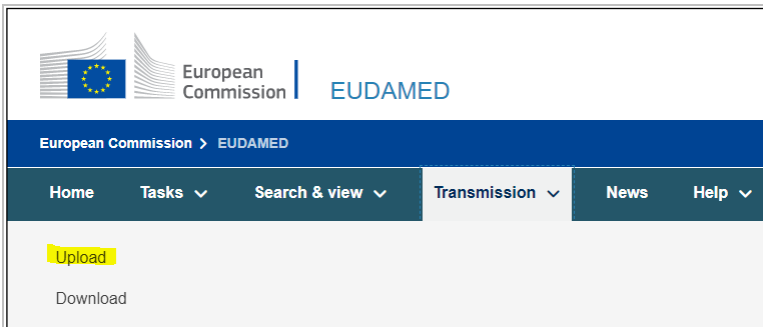 European
Commission
EUDAMED
European Commission > EUDAMED
Home Tasks Search & view Transmission News Help
Upload
Download